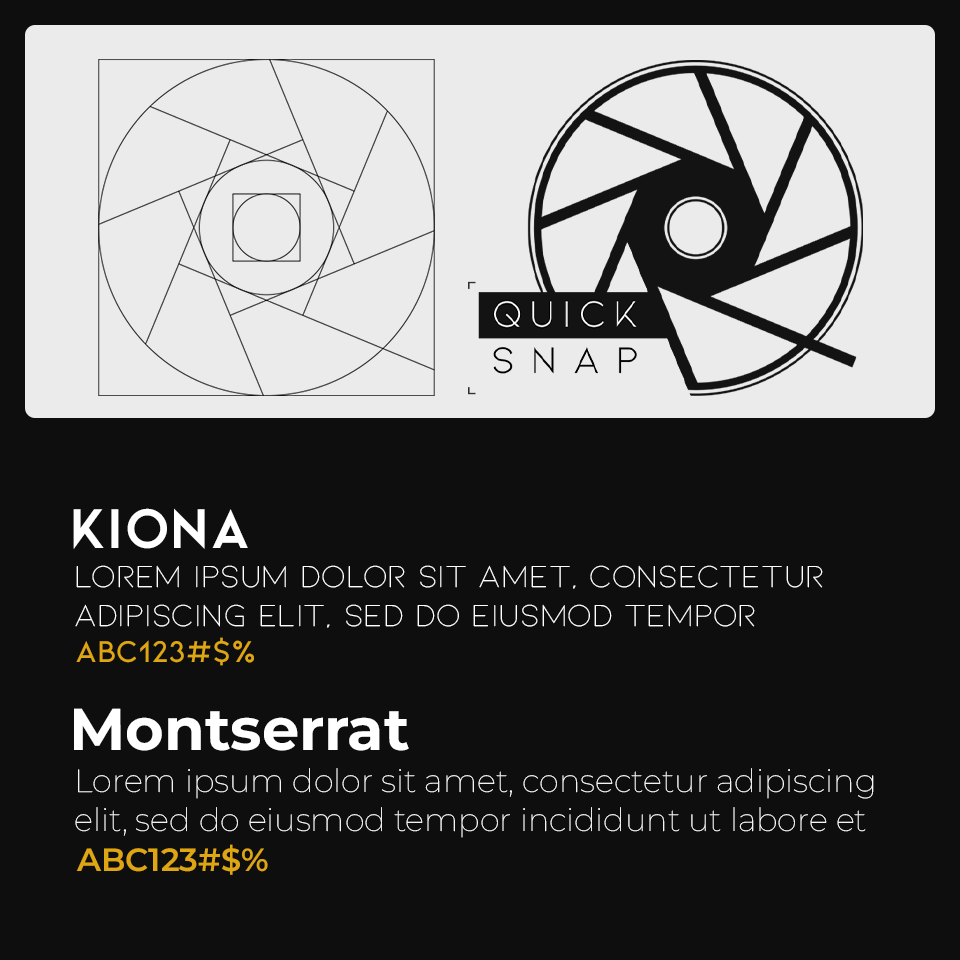 QUICK
SNAP
KIONA
LOREM IPSUM DOLOR SIT AMET, CONSECTETUR
ADIPISCING ELIT, SED DO EIUSMOD TEMPOR
ABC123#$%
Montserrat
Lorem ipsum dolor sit amet, consectetur adipiscing
elit, sed do eiusmod tempor incididunt ut labore et
ABC123#$%